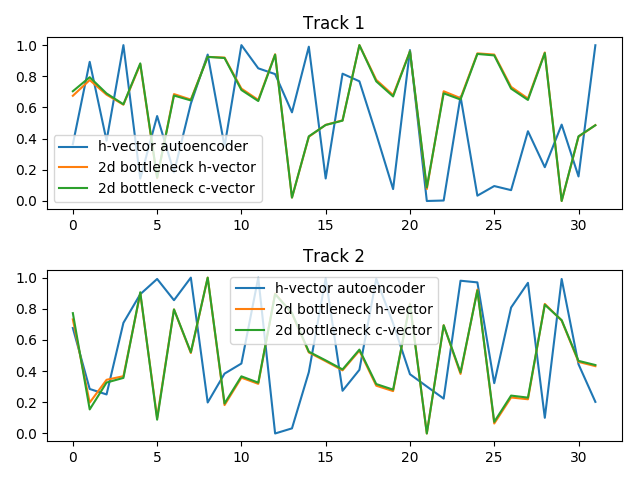 Track 1
1.0
0.8
0.6
0.4
0.2
0.0
h-vector autoencoder
2d bottleneck h-vector
2d bottleneck c-vector
0 5 10 15 20 25 30
Track 2
1.0
0.8
0.6
0.4
0.2
0.0
h-vector autoencoder
2d bottleneck h-vector
2d bottleneck c-vector
0 5 10 15 20 25 30